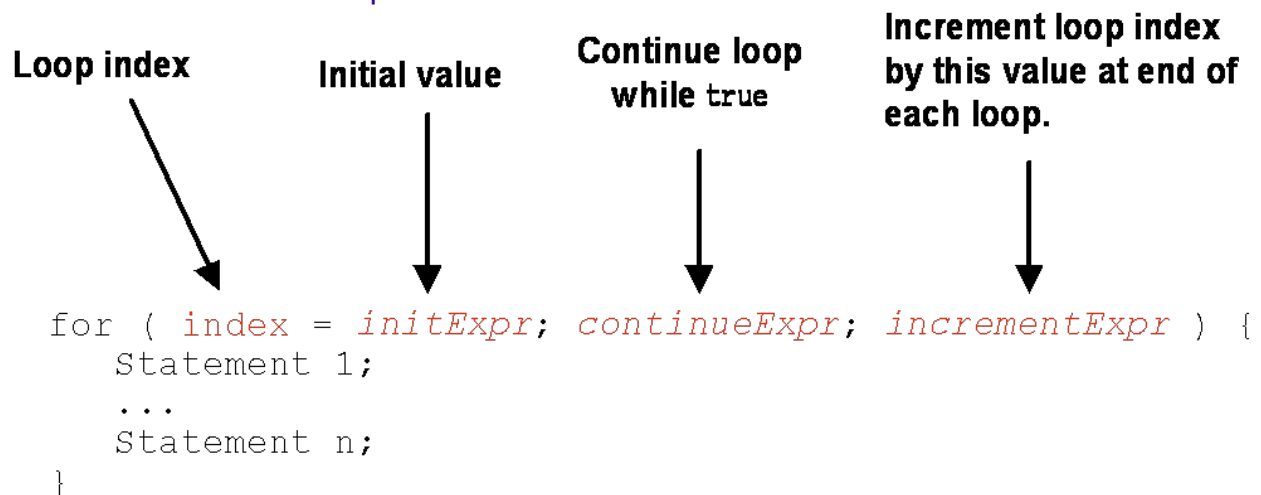 Loop index
Initial value
Continue loop
while true
Increment loop index
by this value at end of
each loop.
for ( index = initExpr; continueExpr; incrementExpr ) {
Statement 1;
...
Statement n;
}